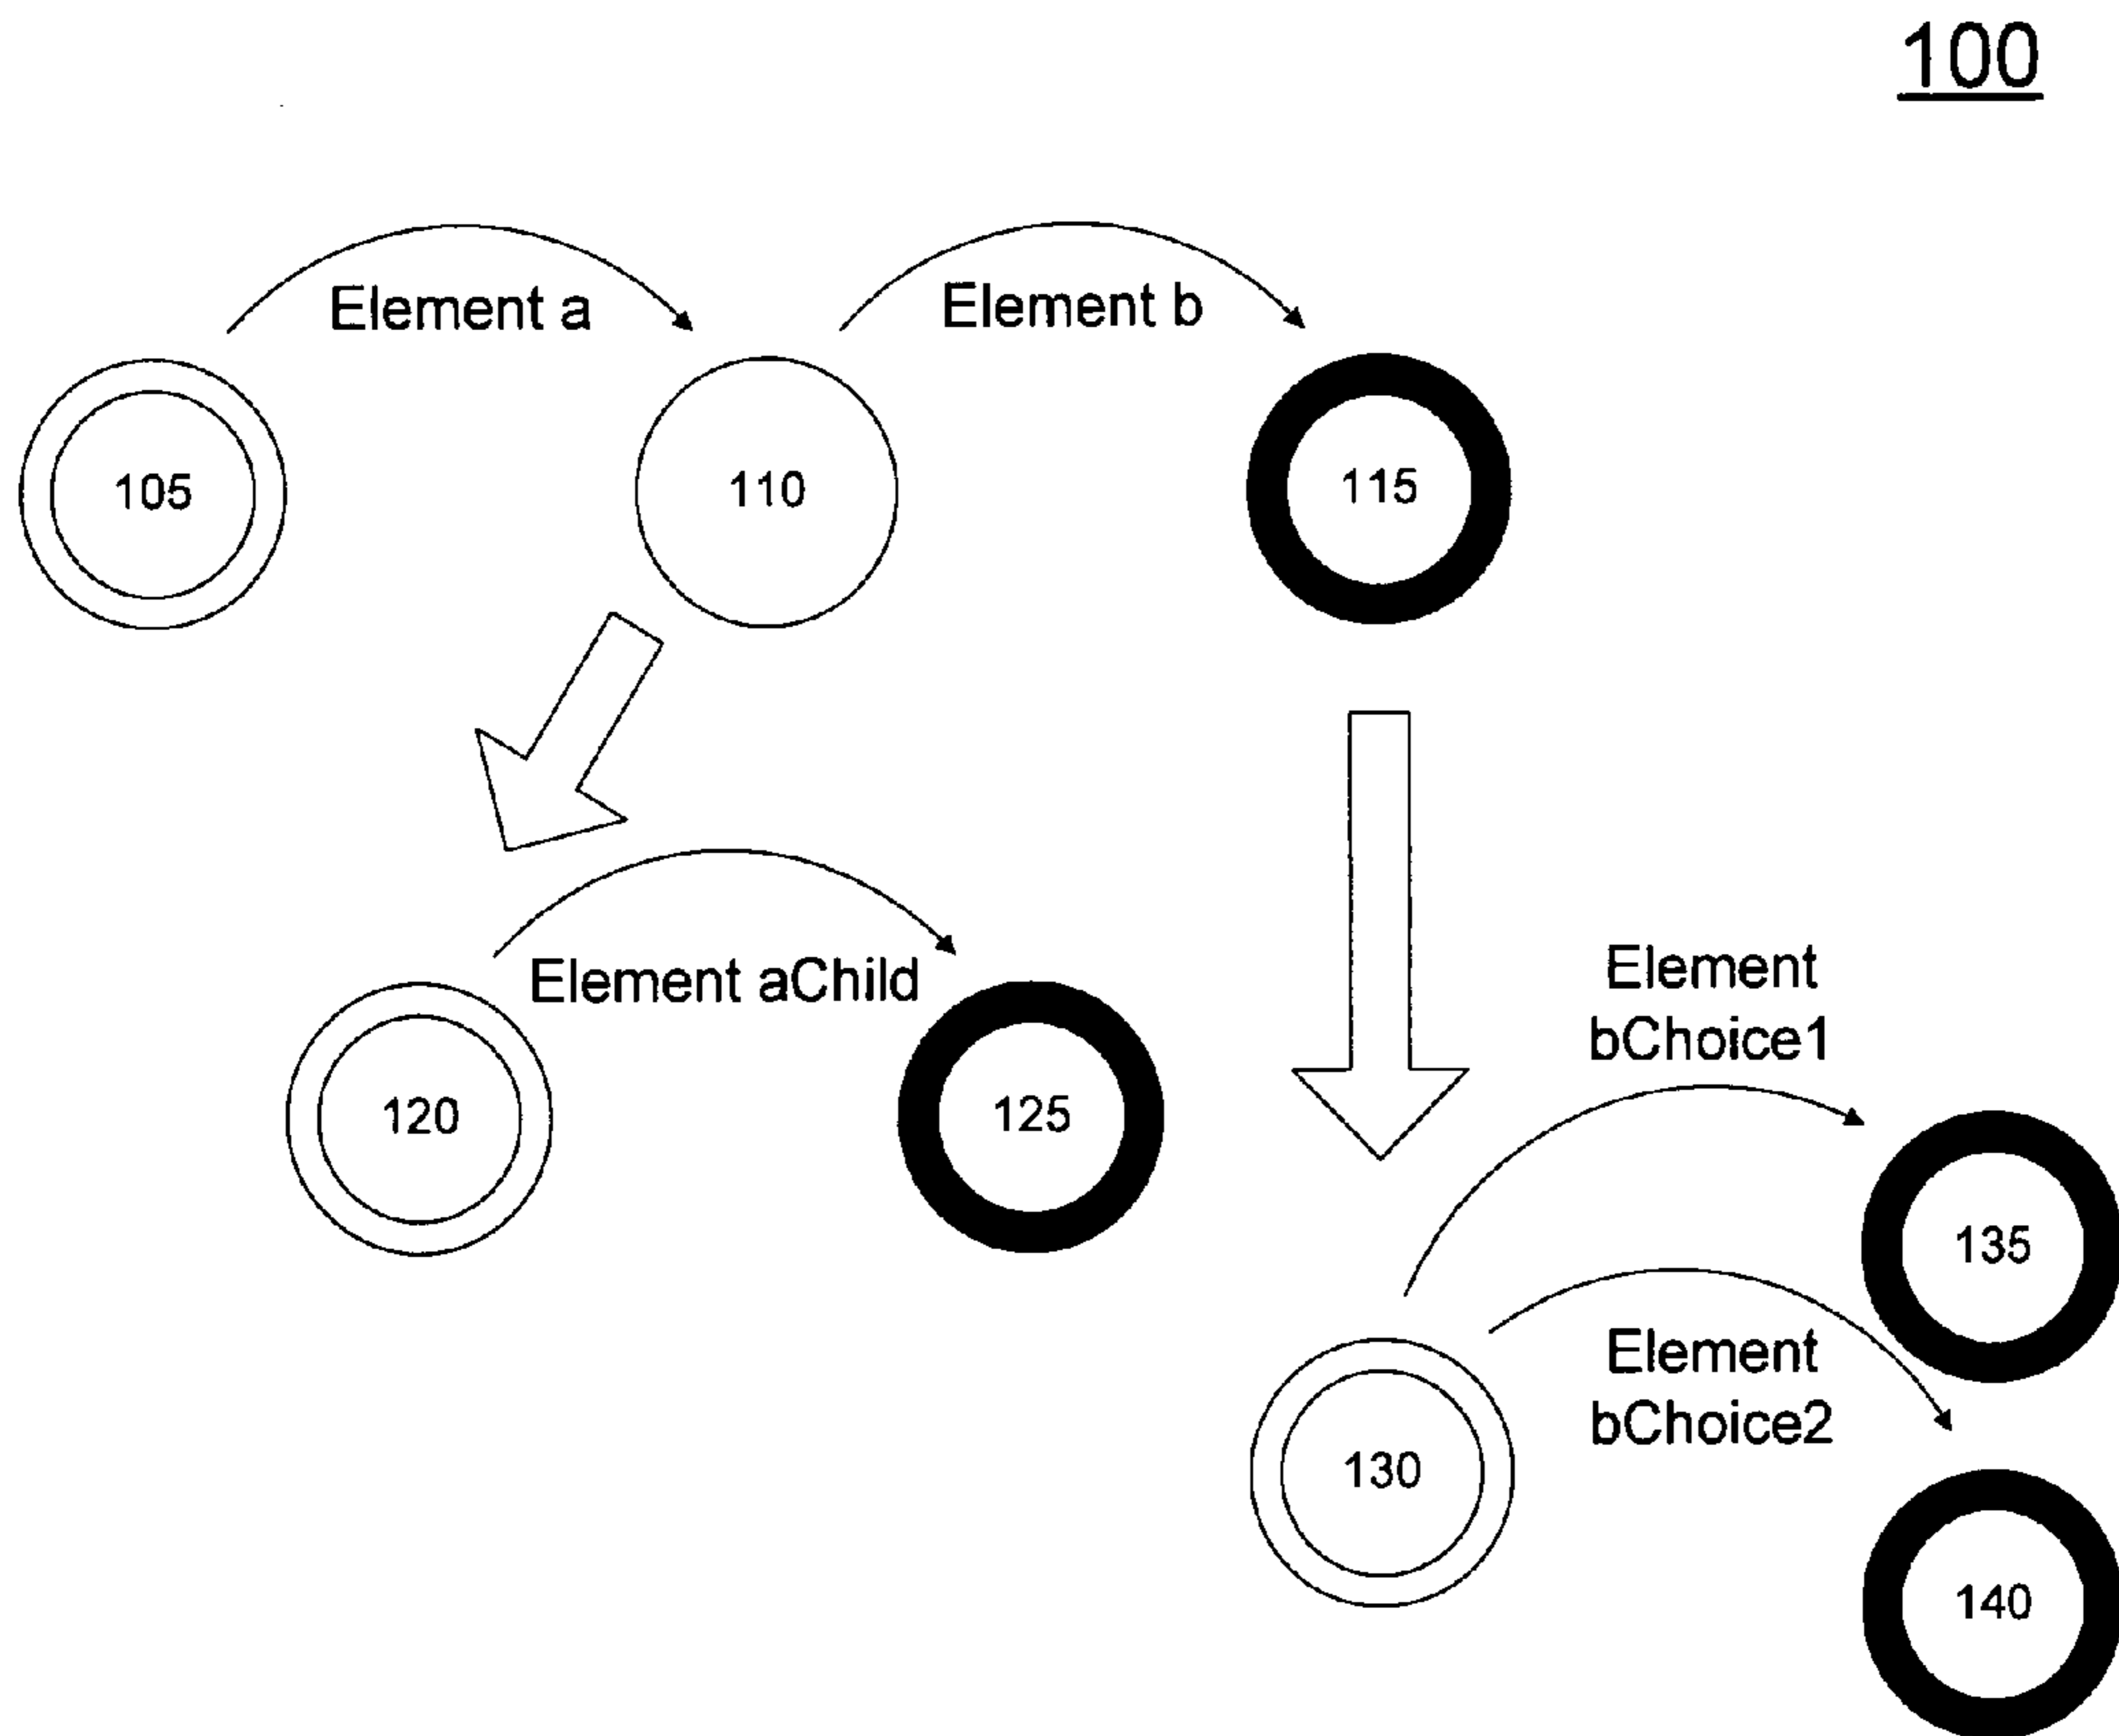 100
Element a
Element b
105
110
115
Element aChild
120
125
Element
bChoice1
135
Element
bChoice2
130
140